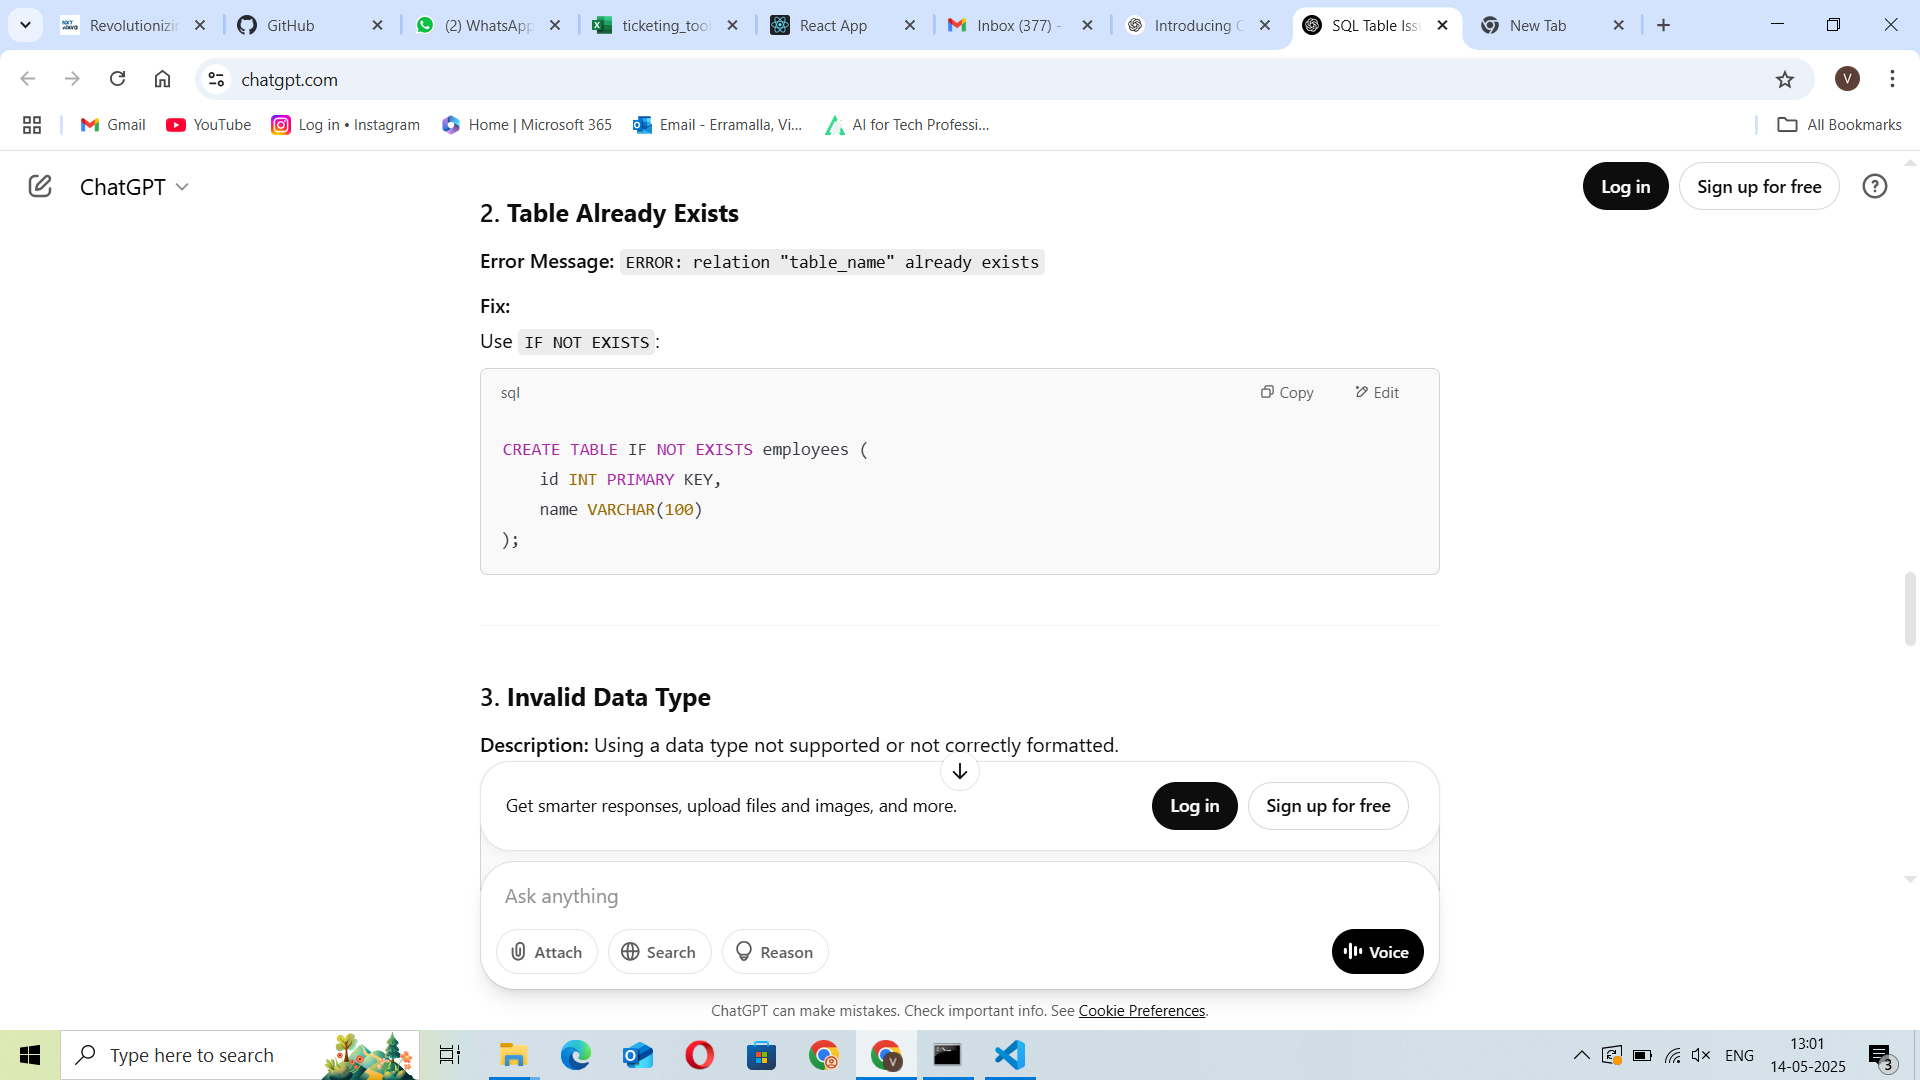 Revolutionizin
GitHub
(2) WhatsApp
ticketing_tool
React App
Inbox (377) -
Introducing C
SQL Table Iss
New Tab
chatgpt.com
V
Gmail
YouTube
Log in • Instagram
Home | Microsoft 365
Email - Erramalla, Vi...
AI for Tech Professi...
All Bookmarks
ChatGPT
Log in
Sign up for free
2. Table Already Exists
Error Message: ERROR: relation "table_name" already exists
Fix:
Use IF NOT EXISTS:
sql
Copy
Edit
CREATE TABLE IF NOT EXISTS employees (
id INT PRIMARY KEY,
name VARCHAR(100)
);
3. Invalid Data Type
Description: Using a data type not supported or not correctly formatted.
Get smarter responses, upload files and images, and more.
Log in
Sign up for free
Ask anything
Attach
Search
Reason
Voice
ChatGPT can make mistakes. Check important info. See Cookie Preferences.
Type here to search
V
ENG
13:01
14-05-2025
3